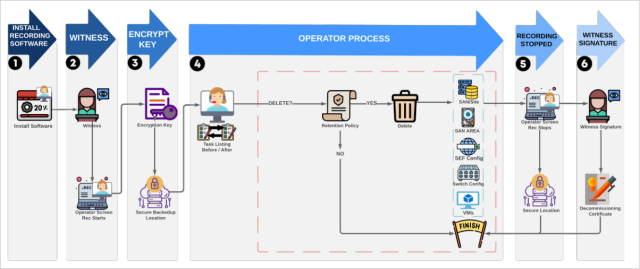 INSTALL
RECORDING
SOFTWARE
WITNESS
ENCRYPT
KEY
OPERATOR PROCESS
RECORDING
STOPPED
WITNESS
SIGNATURE
1
2
3
4
5
6
Install Software
Witness
Operator Screen
Rec Starts
Encryption Key
Secure Backedup
Location
Task Listing
Before / After
DELETE?
Retention Policy
YES
NO
Delete
SAN/Site
SAN AREA
SEF Config
Switch Config
VMs
FINISH
REC
Operator Screen
Rec Stops
Secure Location
Witness Signature
Decommissioning
Certificate